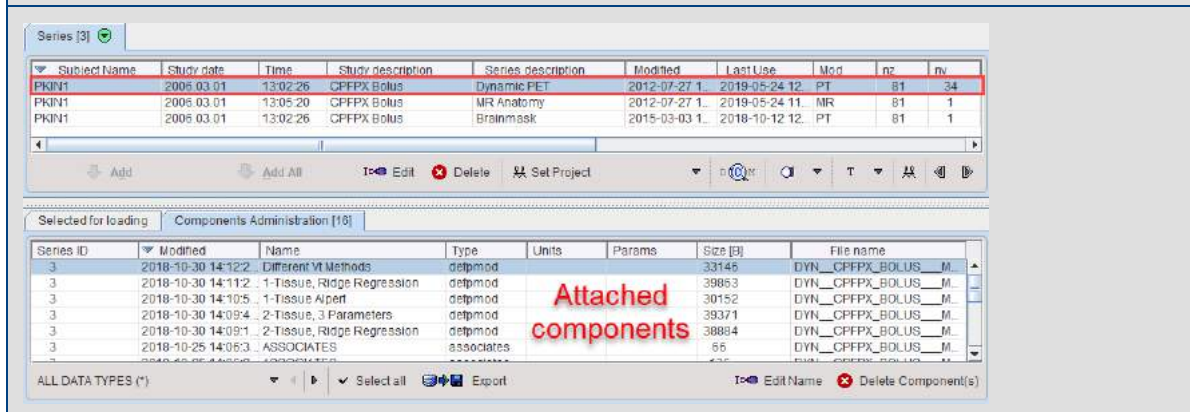 Series [3]
Subject Name Study date Time Study description Series description Modified Last Use Mod nz nv
PKIN1 2006.03.01 13:02:26 CPFPX Bolus Dynamic PET 2012-07-27 1... 2019-05-24 12... PT 81 34
PKIN1 2006.03.01 13:05:20 CPFPX Bolus MR Anatomy 2012-07-27 1... 2019-05-24 11... MR 81 1
PKIN1 2006.03.01 13:02:26 CPFPX Bolus Brainmask 2015-03-03 1... 2018-10-12 12... PT 81 1
Add Add All Edit Delete Set Project T
Selected for loading Components Administration [16]
Series ID Modified Name Type Units Params Size [B] File name
3 2018-10-30 14:12:2... Different Vt Methods defpmod 33146 DYN__CPFPX_BOLUS___M...
3 2018-10-30 14:11:2... 1-Tissue, Ridge Regression defpmod 39863 DYN__CPFPX_BOLUS___M...
3 2018-10-30 14:10:5... 1-Tissue Alpert defpmod 30152 DYN__CPFPX_BOLUS___M...
3 2018-10-30 14:09:4... 2-Tissue, 3 Parameters defpmod 39371 DYN__CPFPX_BOLUS___M...
3 2018-10-30 14:09:1... 2-Tissue, Ridge Regression defpmod 38884 DYN__CPFPX_BOLUS___M...
3 2018-10-25 14:06:3... ASSOCIATES associates 66 DYN__CPFPX_BOLUS___M...
Attached
components
ALL DATA TYPES (*) Select all Export Edit Name Delete Component(s)